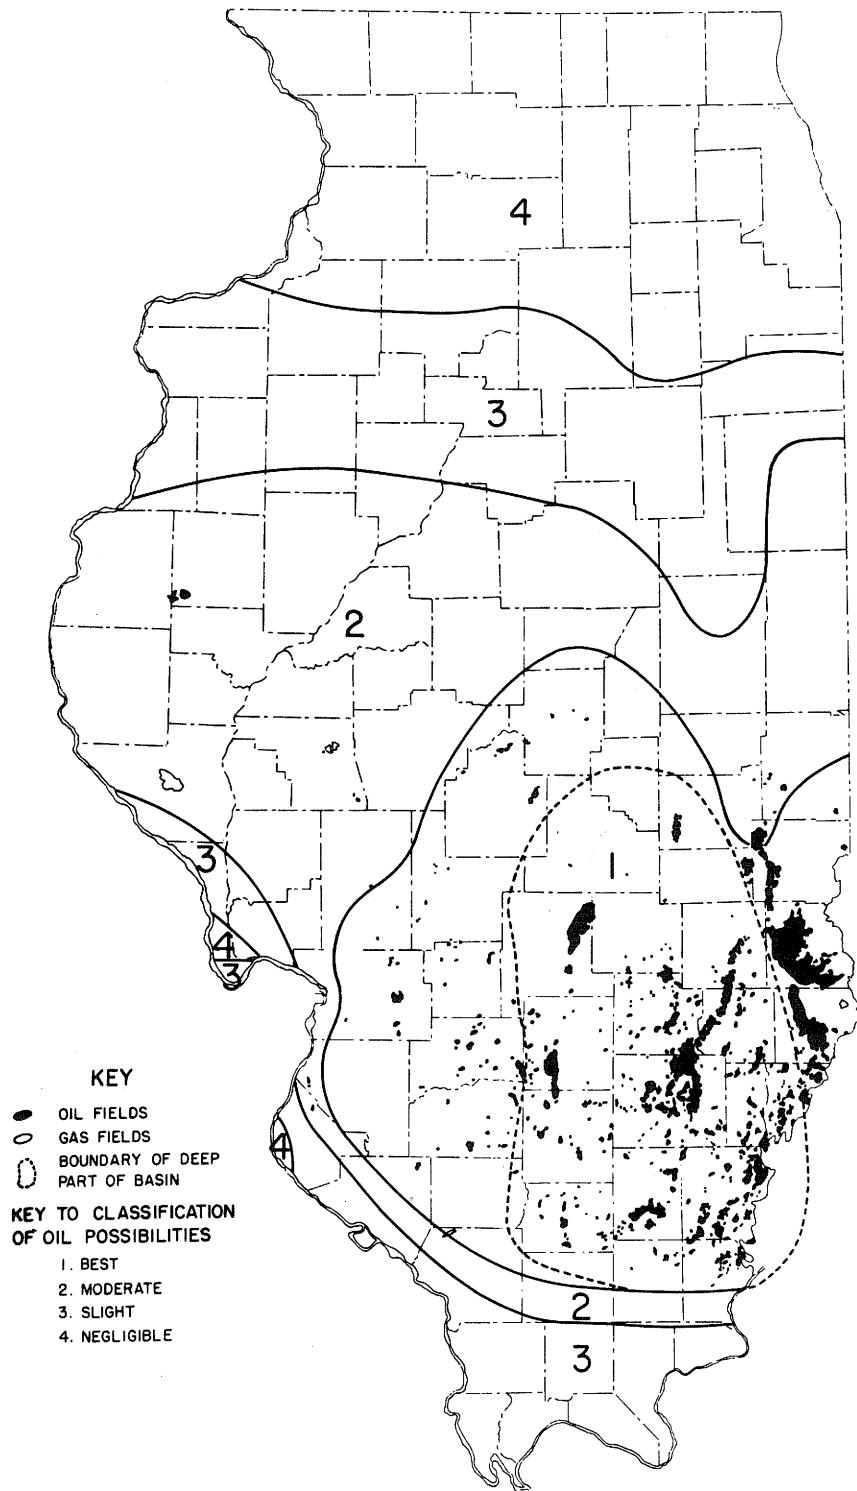 4
3
2
1
3
4
3
4
2
3
KEY
OIL FIELDS
GAS FIELDS
BOUNDARY OF DEEP
PART OF BASIN
KEY TO CLASSIFICATION
OF OIL POSSIBILITIES
1. BEST
2. MODERATE
3. SLIGHT
4. NEGLIGIBLE